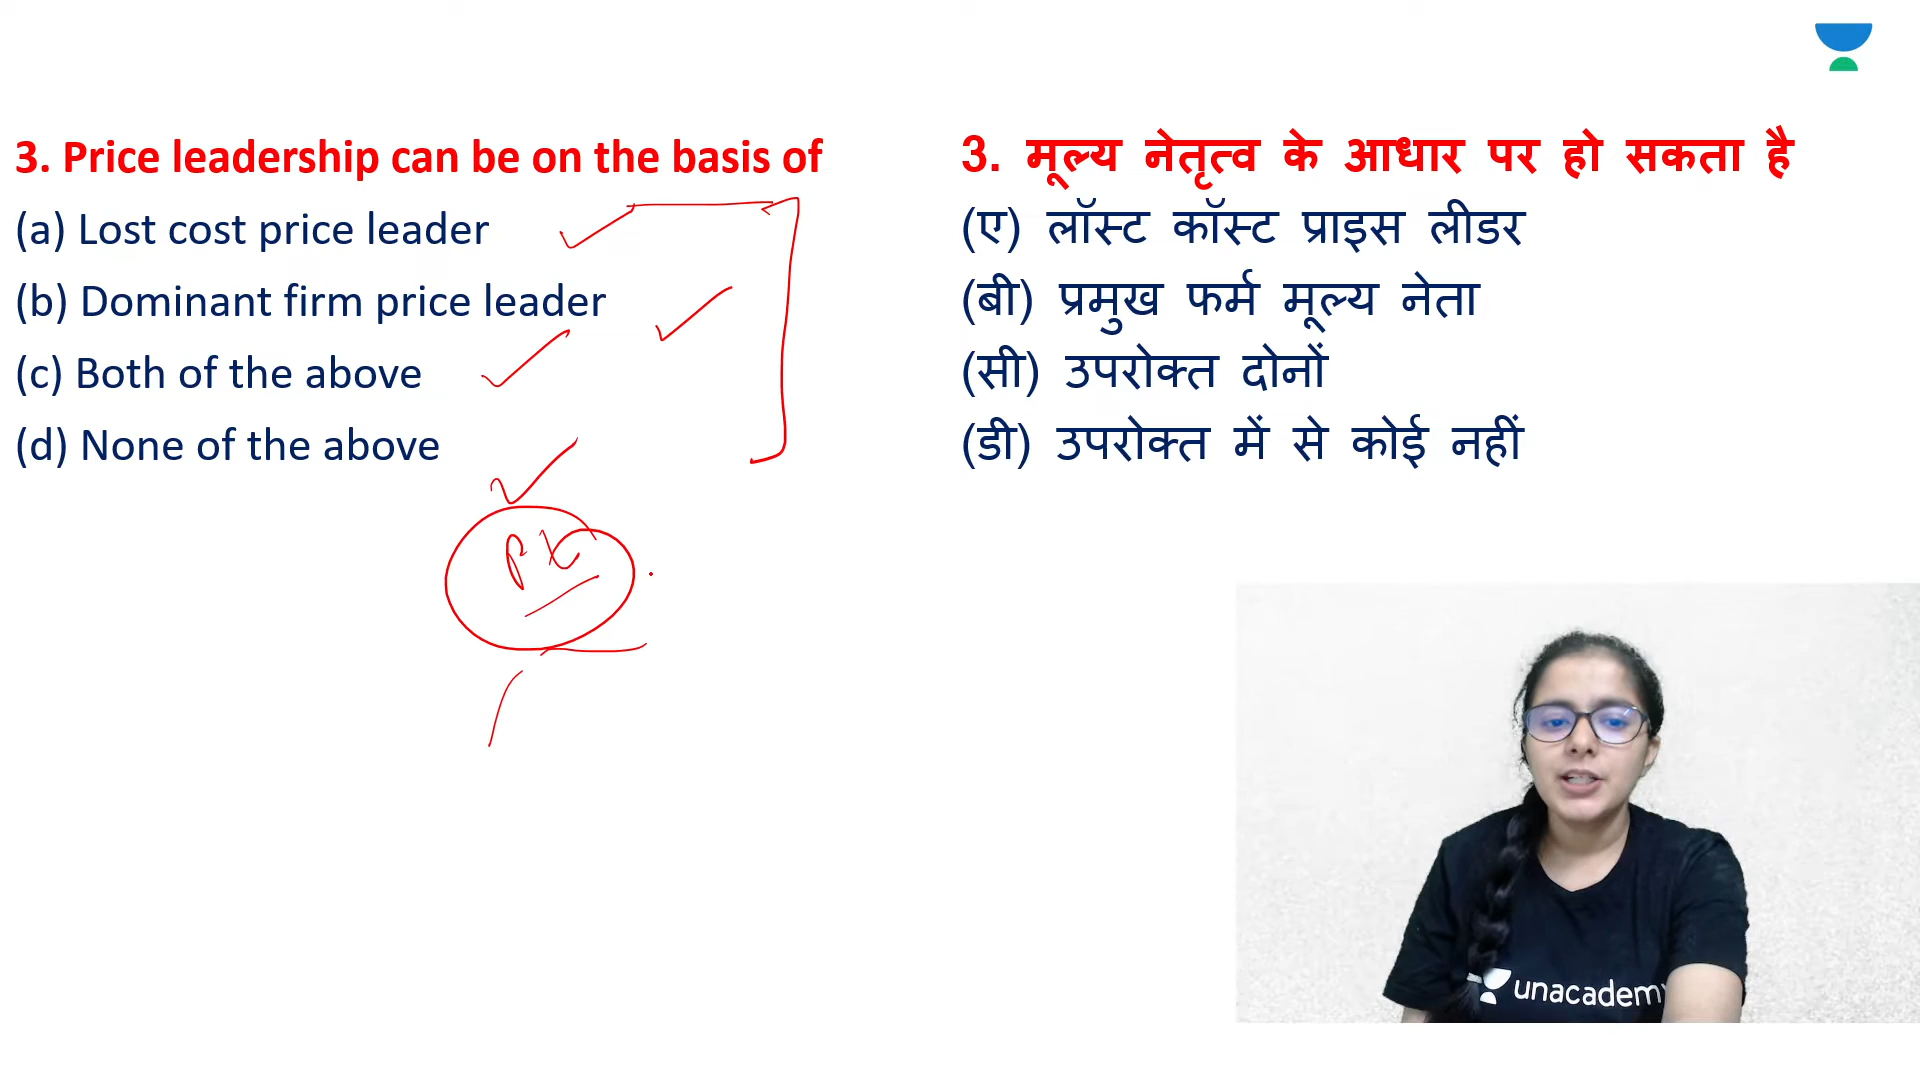 3. Price leadership can be on the basis of
(a) Lost cost price leader
(b) Dominant firm price leader
(c) Both of the above
(d) None of the above
3. मूल्य नेतृत्व के आधार पर हो सकता है
(ए) लॉस्ट कॉस्ट प्राइस लीडर
(बी) प्रमुख फर्म मूल्य नेता
(सी) उपरोक्त दोनों
(डी) उपरोक्त में से कोई नहीं
unacademy